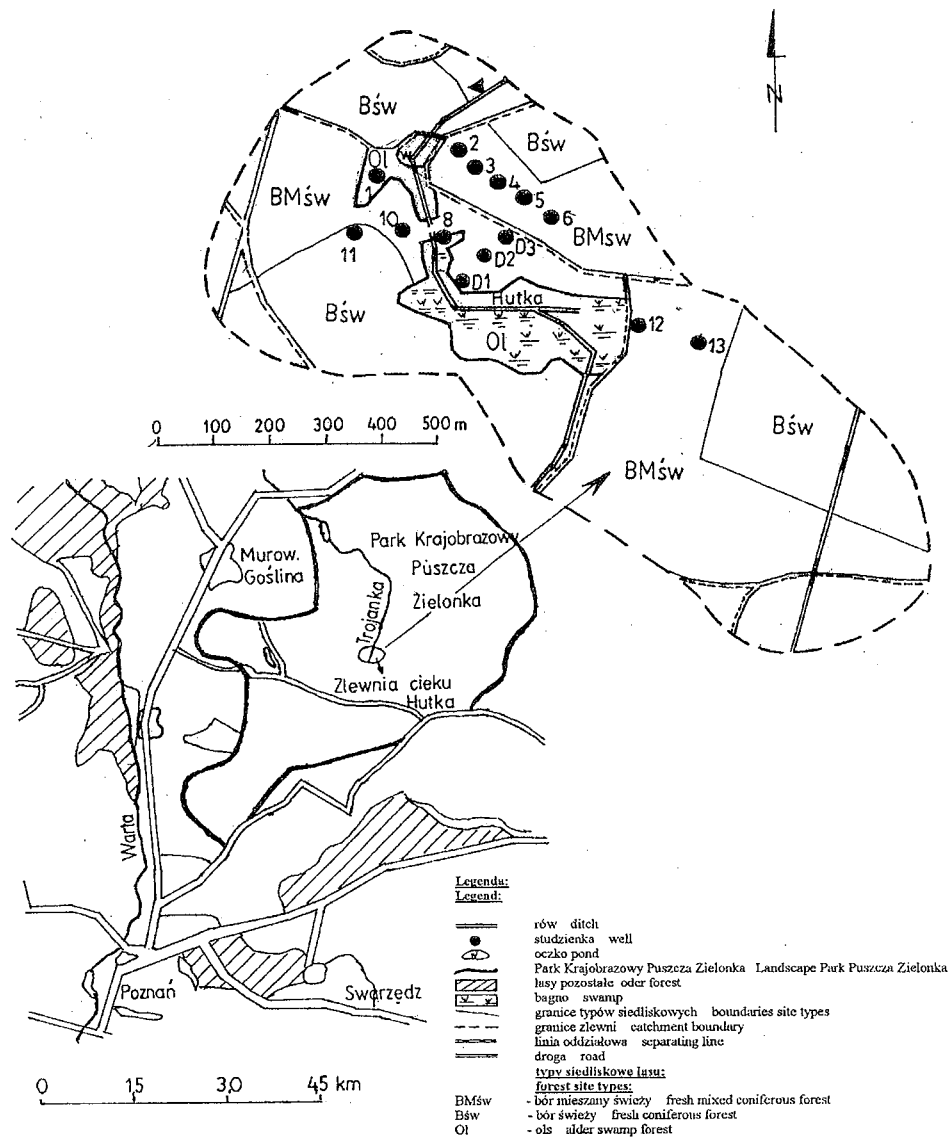 N
Bśw
Bśw
Ol
BMśw
1
2
3
4
5
6
BMsw
10
11
8
D3
D2
D1
Hutka
Bśw
Ol
12
13
Bśw
BMśw
0 100 200 300 400 500 m
Murow.
Goślina
Park Krajobrazowy
Puszcza
Zielonka
Trojanka
Zlewnia cieku
Hutka
Warta
Poznań
Swarzędz
0 1,5 3,0 4,5 km
Legenda:
Legend:
rów ditch
studzienka well
oczko pond
Park Krajobrazowy Puszcza Zielonka Landscape Park Puszcza Zielonka
lasy pozostałe oder forest
bagno swamp
granice typów siedliskowych boundaries site types
granice zlewni catchment boundary
linia oddziałowa separating line
droga road
typy siedliskowe lasu:
forest site types:
BMśw - bór mieszany świeży fresh mixed coniferous forest
Bśw - bór świeży fresh coniferous forest
Ol - ols alder swamp forest